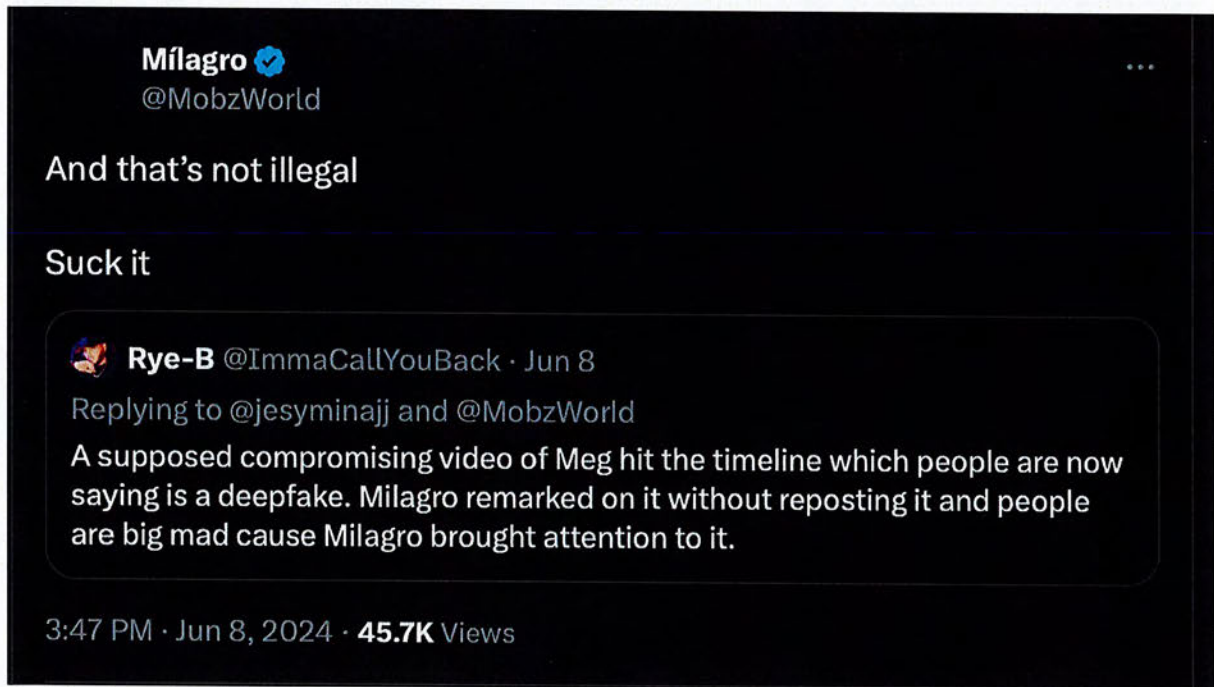 Mílagro
@MobzWorld
And that's not illegal
Suck it
Rye-B @ImmaCallYouBack · Jun 8
Replying to @jesyminajj and @MobzWorld
A supposed compromising video of Meg hit the timeline which people are now
saying is a deepfake. Milagro remarked on it without reposting it and people
are big mad cause Milagro brought attention to it.
3:47 PM · Jun 8, 2024 · 45.7K Views